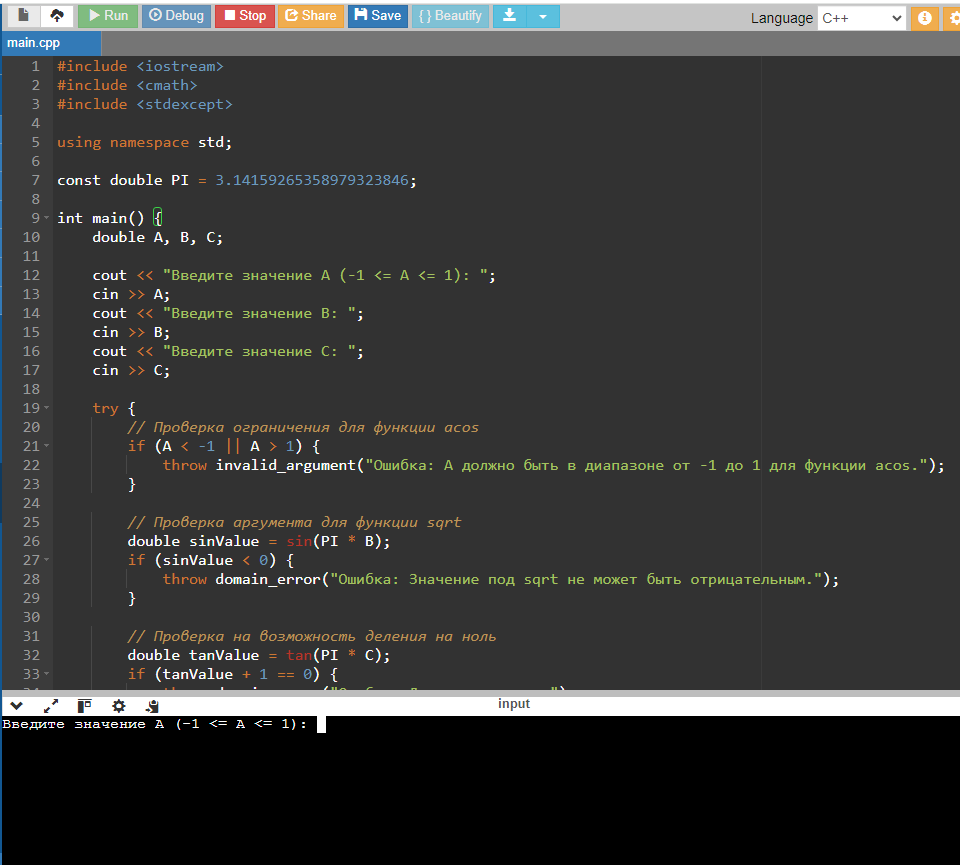 Run Debug Stop Share Save { } Beautify Language C++
main.cpp
1 #include <iostream>
2 #include <cmath>
3 #include <stdexcept>
4
5 using namespace std;
6
7 const double PI = 3.14159265358979323846;
8
9 int main() {
10 double A, B, C;
11
12 cout << "Введите значение A (-1 <= A <= 1): ";
13 cin >> A;
14 cout << "Введите значение B: ";
15 cin >> B;
16 cout << "Введите значение C: ";
17 cin >> C;
18
19 try {
20 // Проверка ограничения для функции acos
21 if (A < -1 || A > 1) {
22 throw invalid_argument("Ошибка: A должно быть в диапазоне от -1 до 1 для функции acos.");
23 }
24
25 // Проверка аргумента для функции sqrt
26 double sinValue = sin(PI * B);
27 if (sinValue < 0) {
28 throw domain_error("Ошибка: Значение под sqrt не может быть отрицательным.");
29 }
30
31 // Проверка на возможность деления на ноль
32 double tanValue = tan(PI * C);
33 if (tanValue + 1 == 0) {
input
Введите значение A (-1 <= A <= 1):